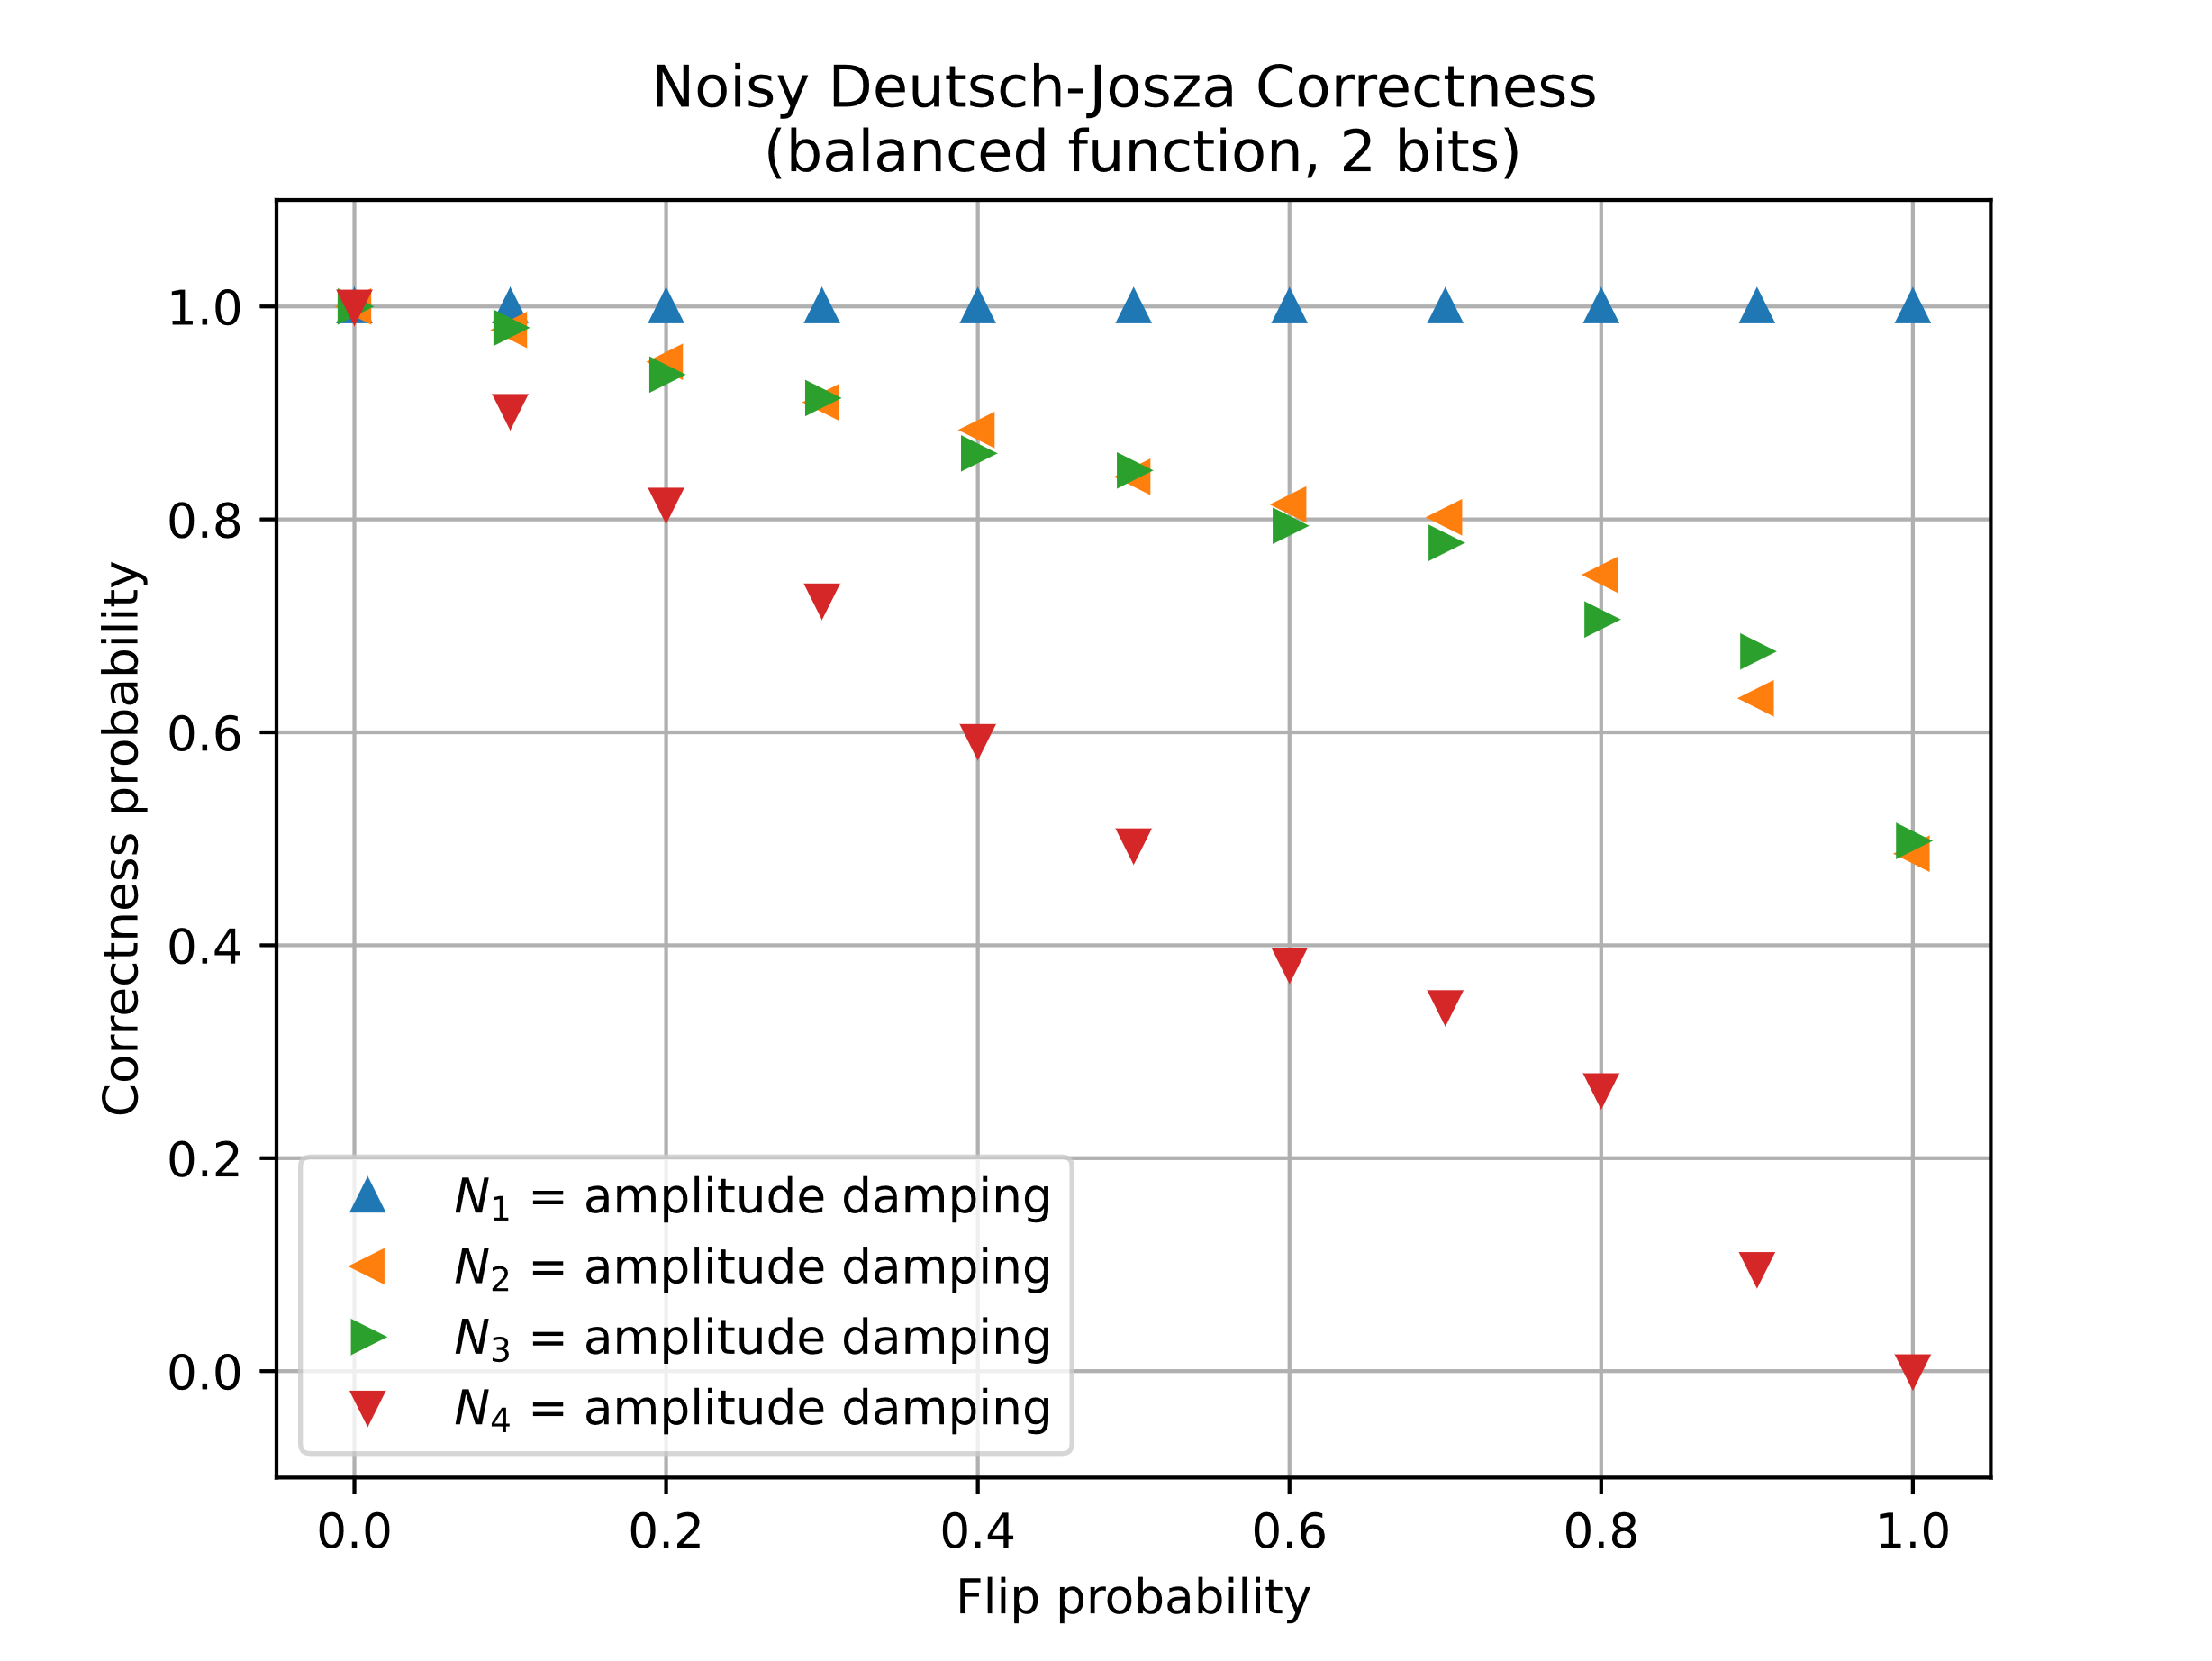 Noisy Deutsch-Josza Correctness
(balanced function, 2 bits)
Correctness probability
1.0
0.8
0.6
0.4
0.2
0.0
N₁ = amplitude damping
N₂ = amplitude damping
N₃ = amplitude damping
N₄ = amplitude damping
0.0 0.2 0.4 0.6 0.8 1.0
Flip probability